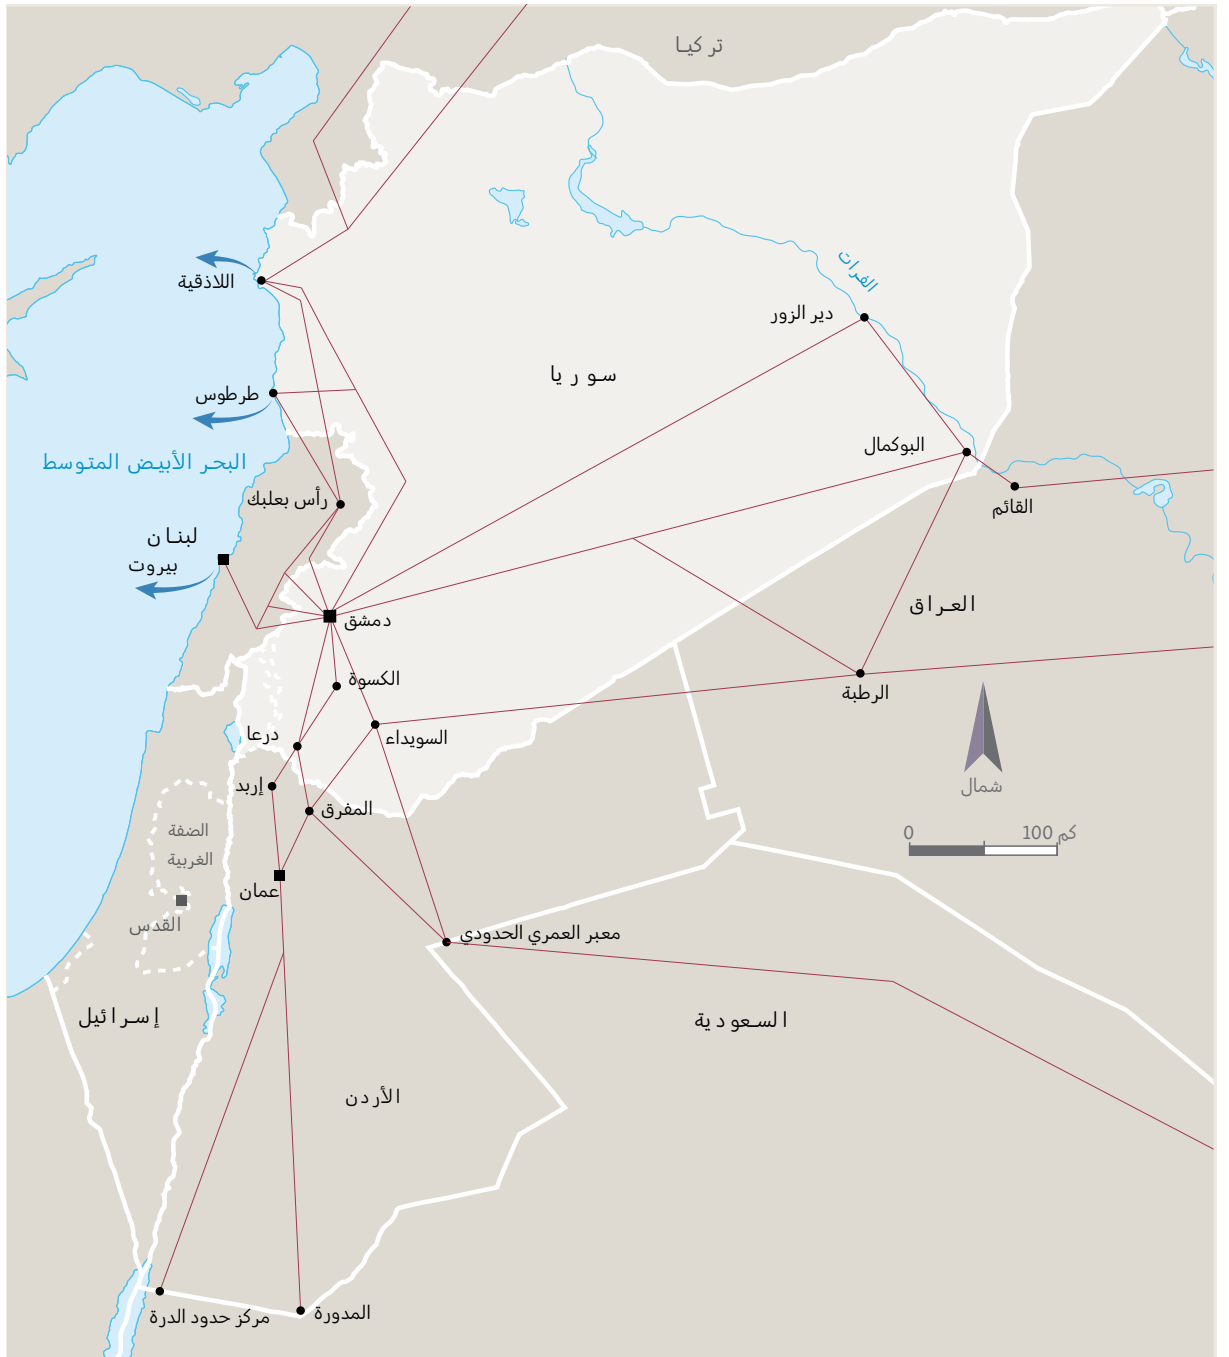 تركيا
الفرات
اللاذقية
دير الزور
سوريا
طرطوس
البوكمال
البحر الأبيض المتوسط
رأس بعلبك
القائم
لبنان
بيروت
العراق
دمشق
الكسوة
الرطبة
درعا
السويداء
إربد
شمال
المفرق
الضفة
الغربية
0 100 كم
عمان
القدس
معبر العمري الحدودي
إسرائيل
السعودية
الأردن
المدورة
مركز حدود الدرة